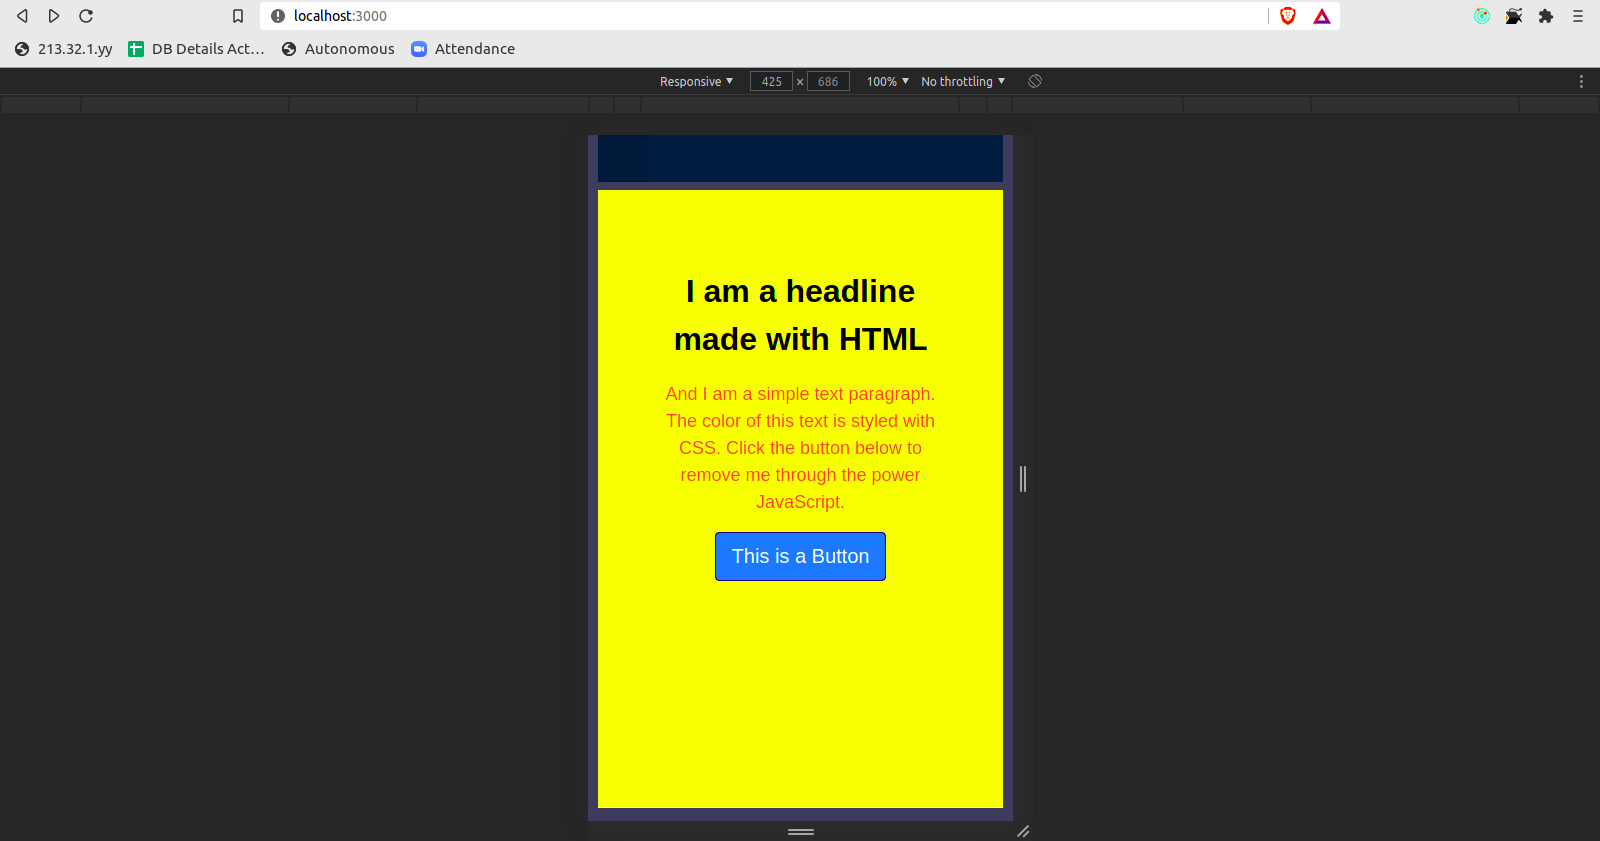 localhost:3000
213.32.1.yy DB Details Act... Autonomous Attendance
Responsive 425 × 686 100% No throttling
I am a headline
made with HTML
And I am a simple text paragraph.
The color of this text is styled with
CSS. Click the button below to
remove me through the power
JavaScript.
This is a Button